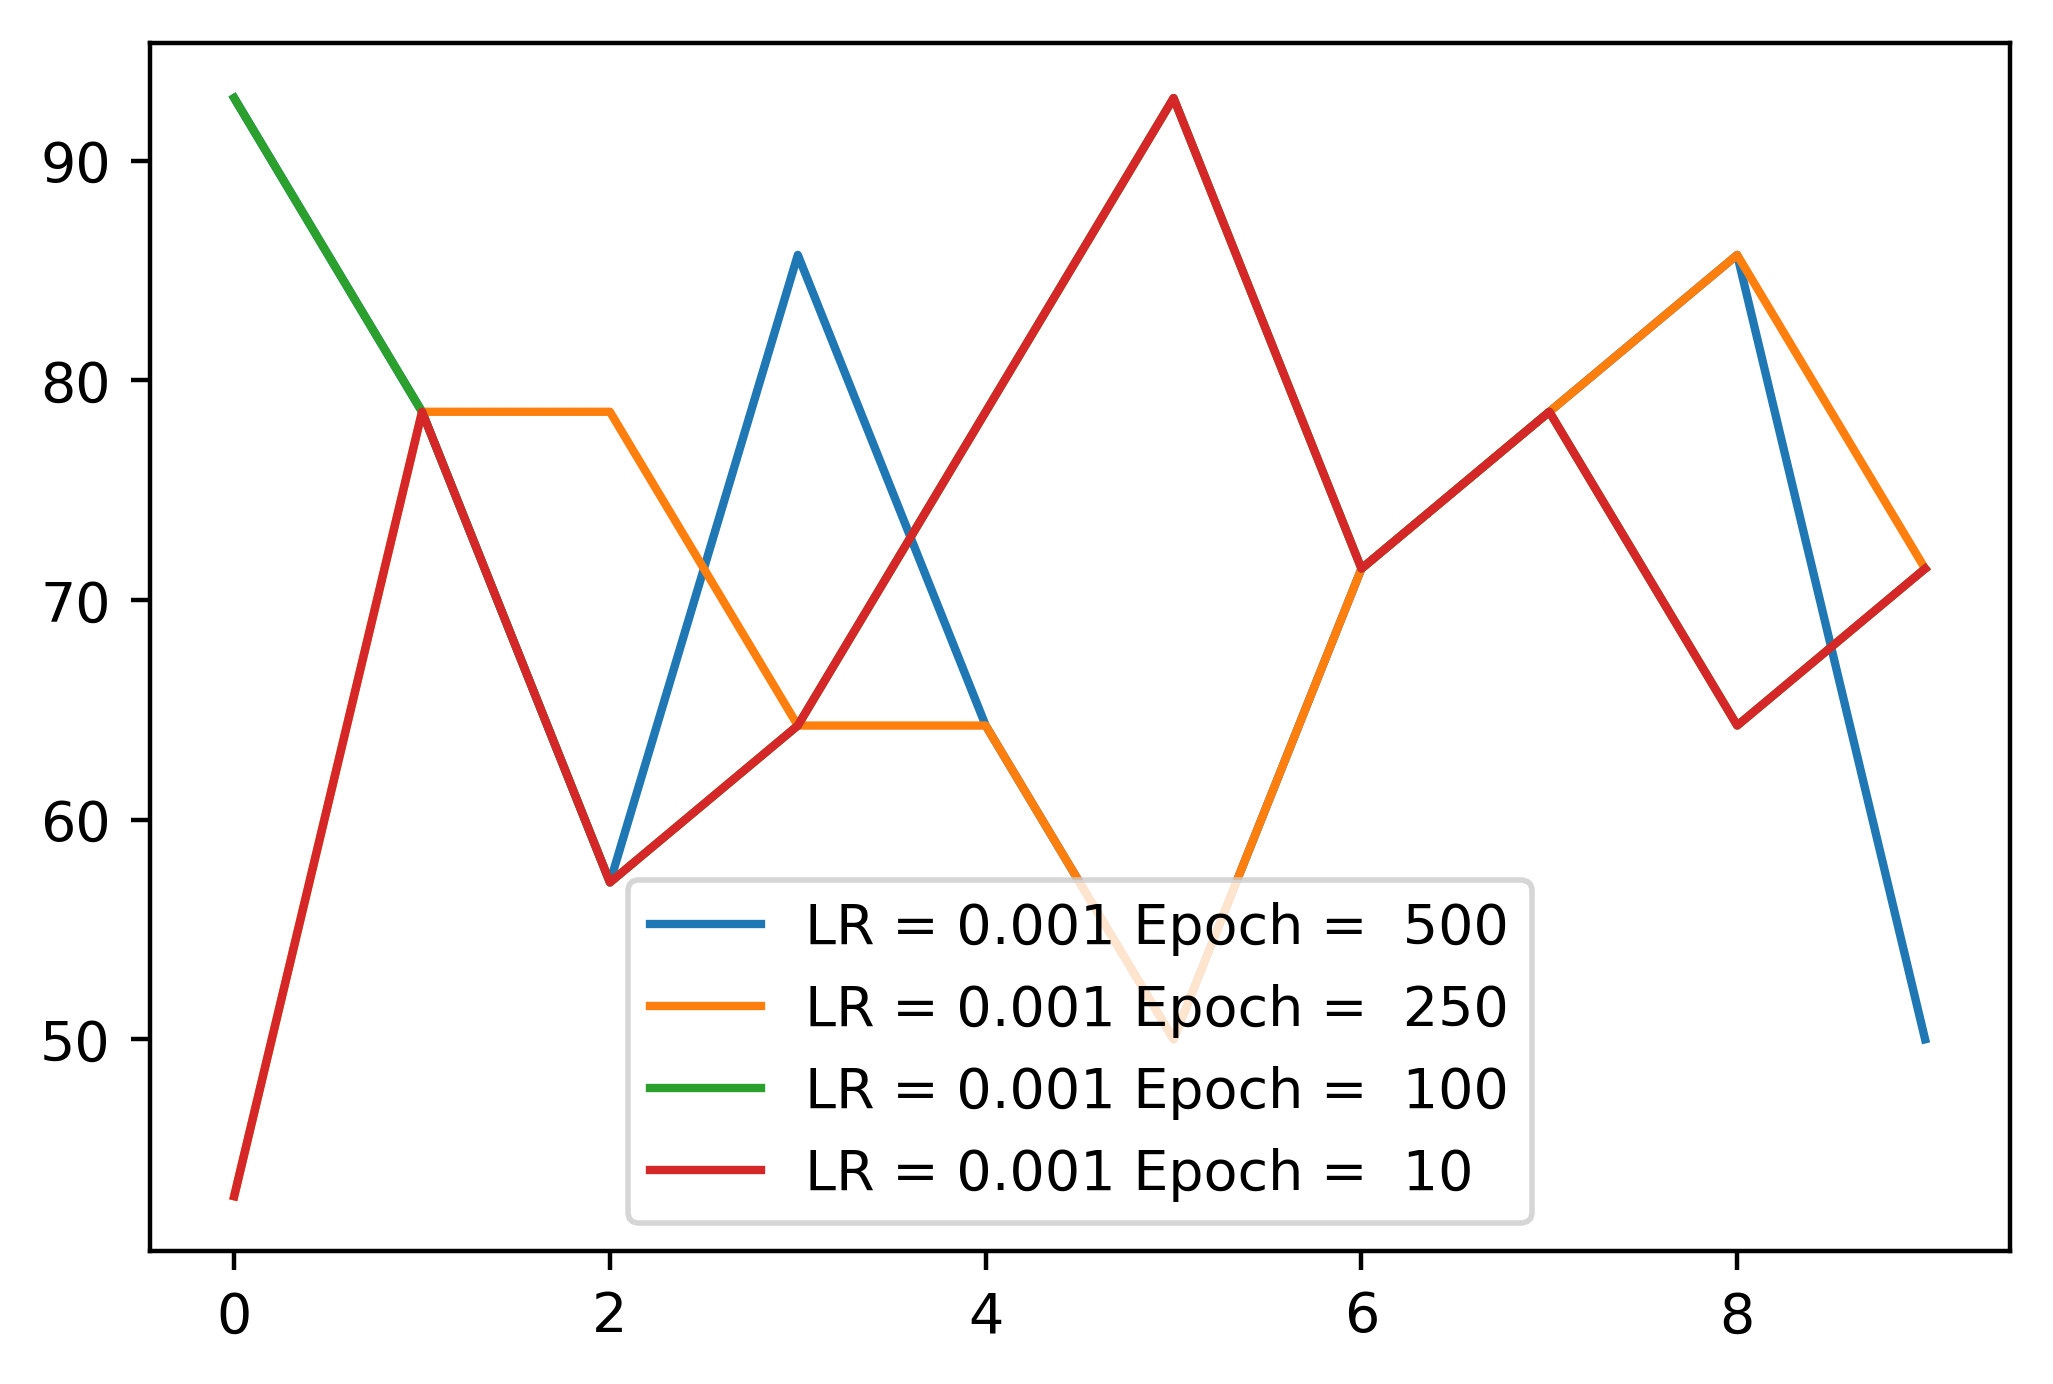 90
80
70
60
50
LR = 0.001 Epoch =  500
LR = 0.001 Epoch =  250
LR = 0.001 Epoch =  100
LR = 0.001 Epoch =  10
0 2 4 6 8